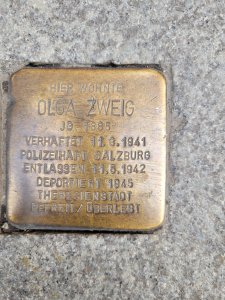 HIER WOHNTE
OLGA ZWEIG
JG. 1885
VERHAFTET 11.3.1941
POLIZEIHAFT SALZBURG
ENTLASSEN 11.5.1942
DEPORTIERT 1945
THERESIENSTADT
BEFREIT / ÜBERLEBT